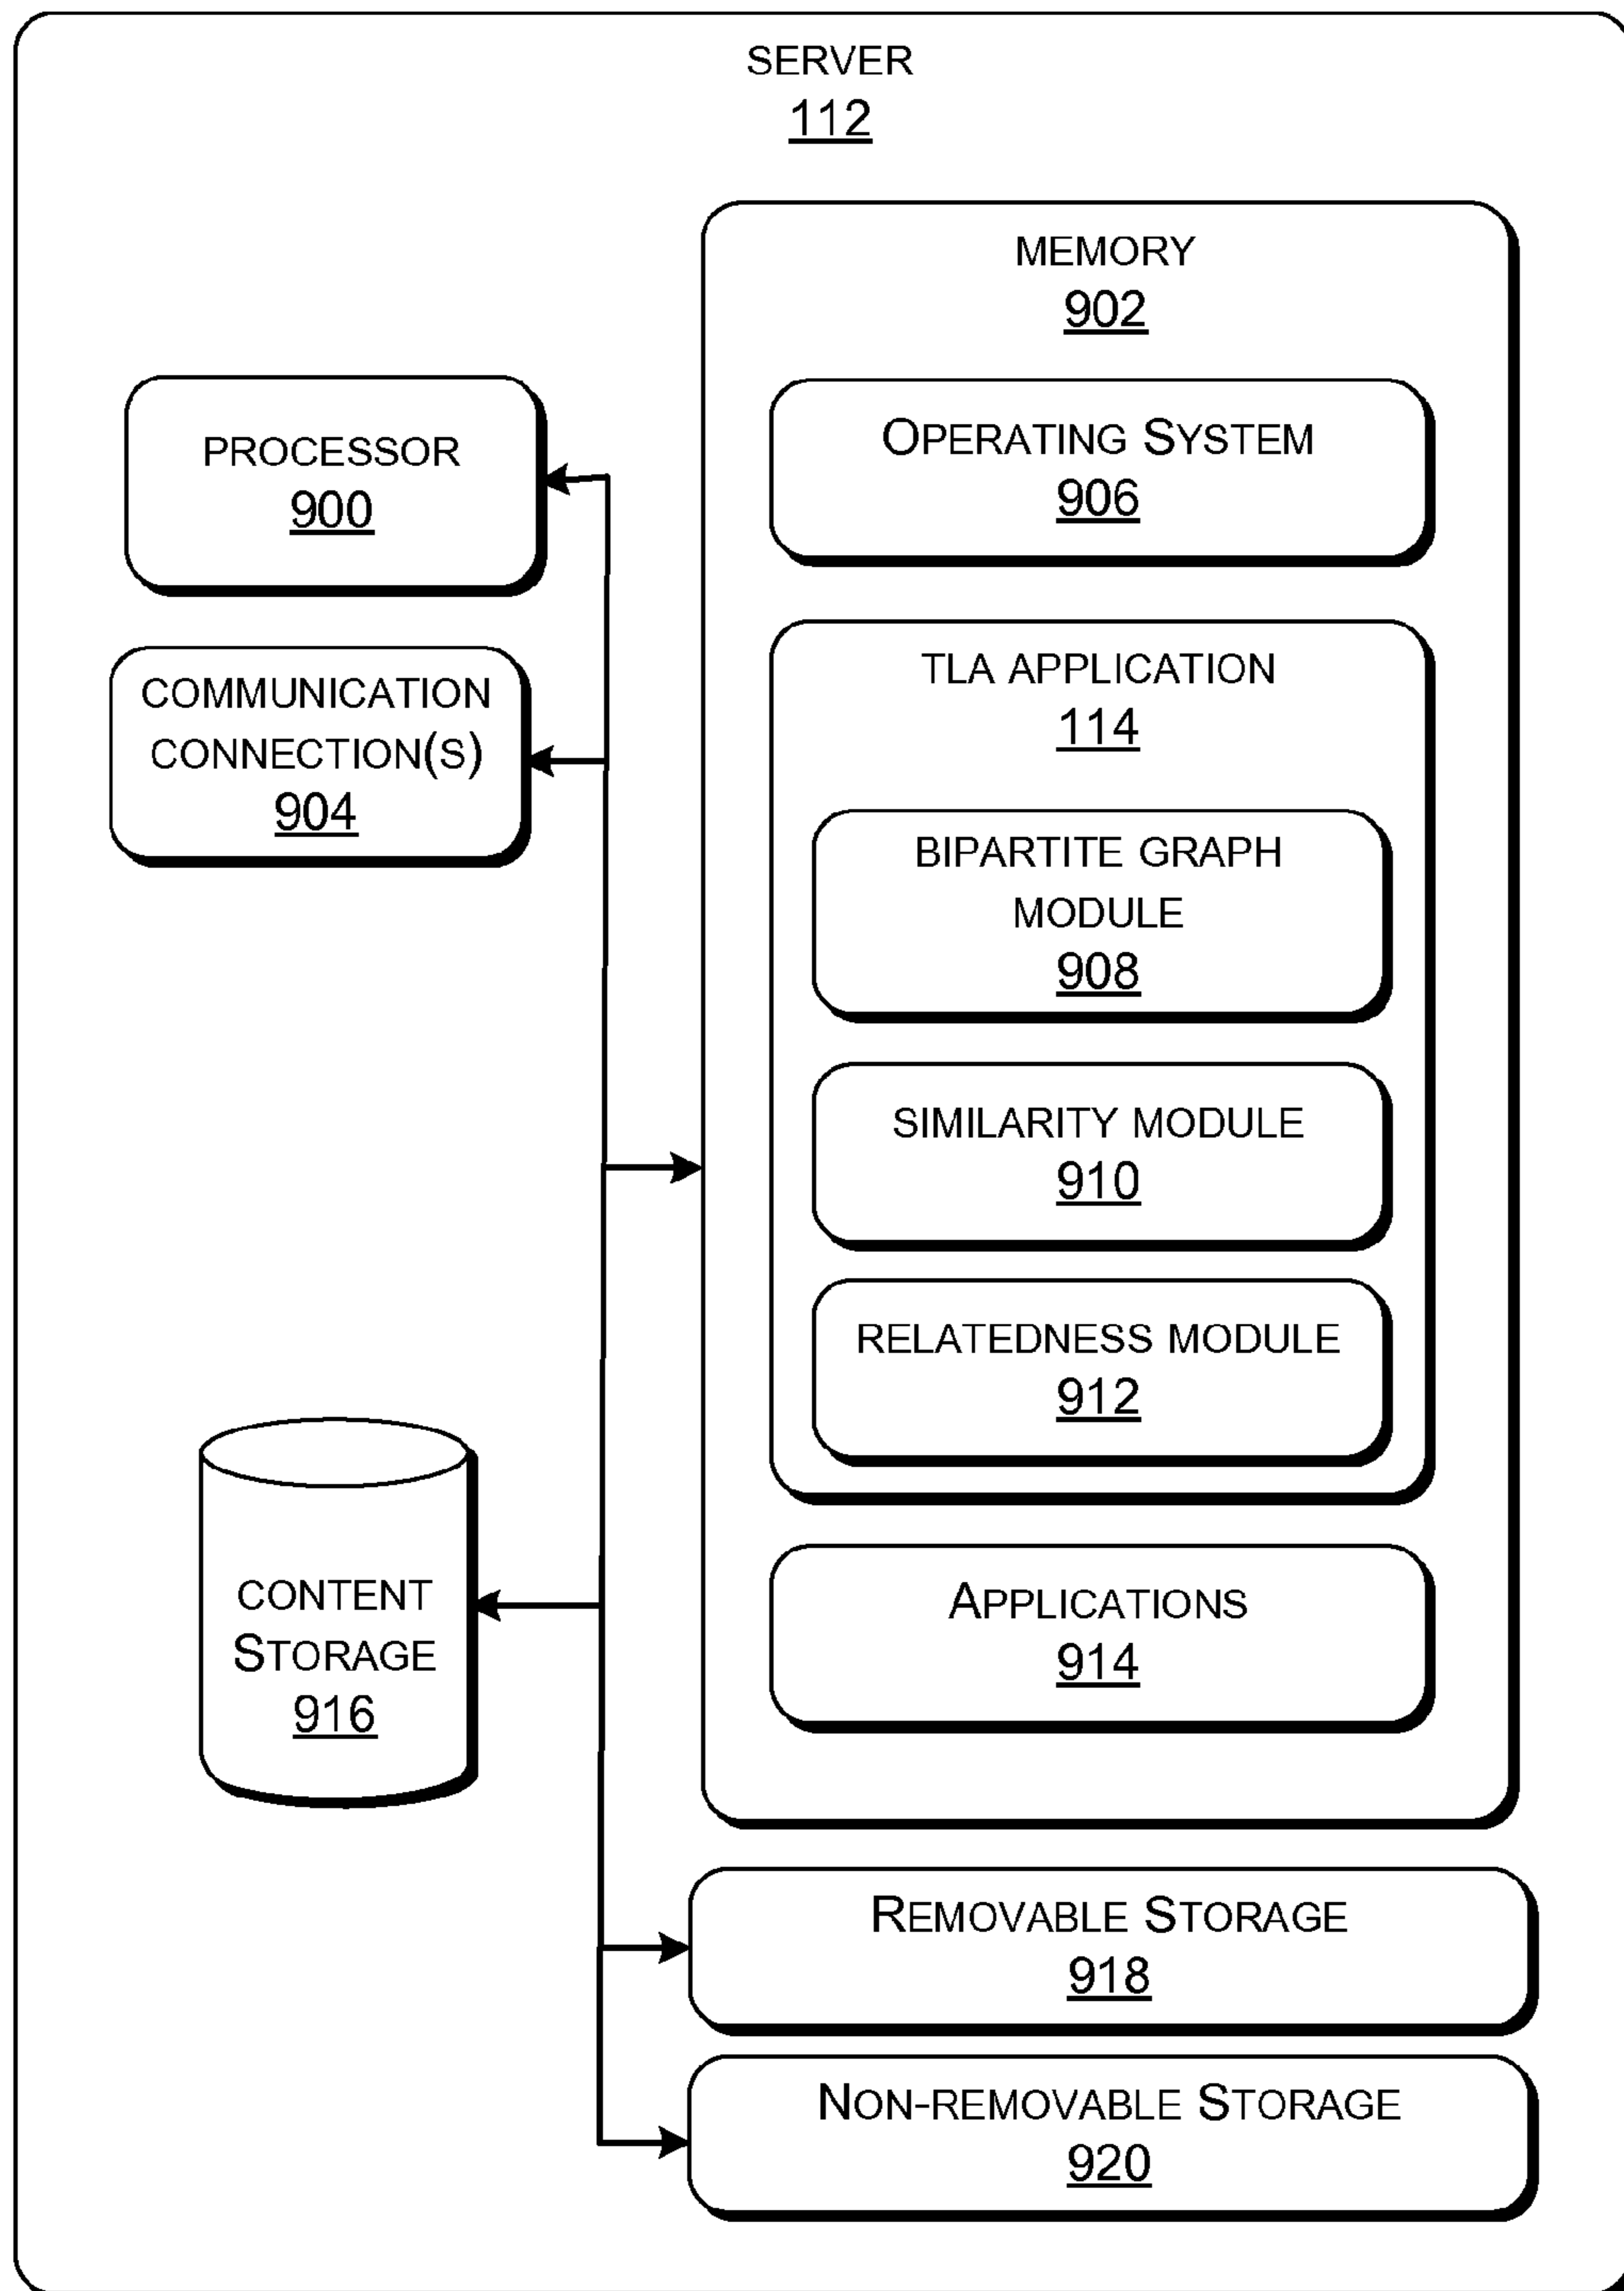 SERVER
112
MEMORY
902
PROCESSOR
900
OPERATING SYSTEM
906
COMMUNICATION
CONNECTION(S)
904
TLA APPLICATION
114
BIPARTITE GRAPH
MODULE
908
SIMILARITY MODULE
910
RELATEDNESS MODULE
912
CONTENT
STORAGE
916
APPLICATIONS
914
REMOVABLE STORAGE
918
NON-REMOVABLE STORAGE
920